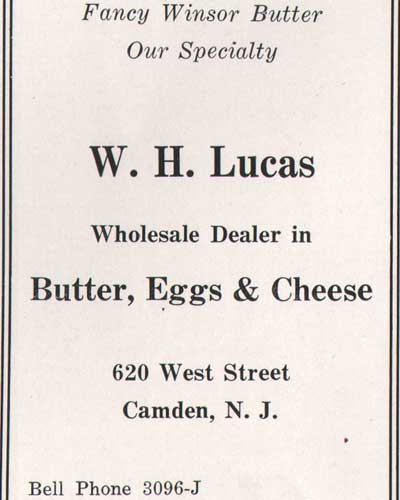 Fancy Winsor Butter
Our Specialty
W. H. Lucas
Wholesale Dealer in
Butter, Eggs & Cheese
620 West Street
Camden, N. J.
Bell Phone 3096-J